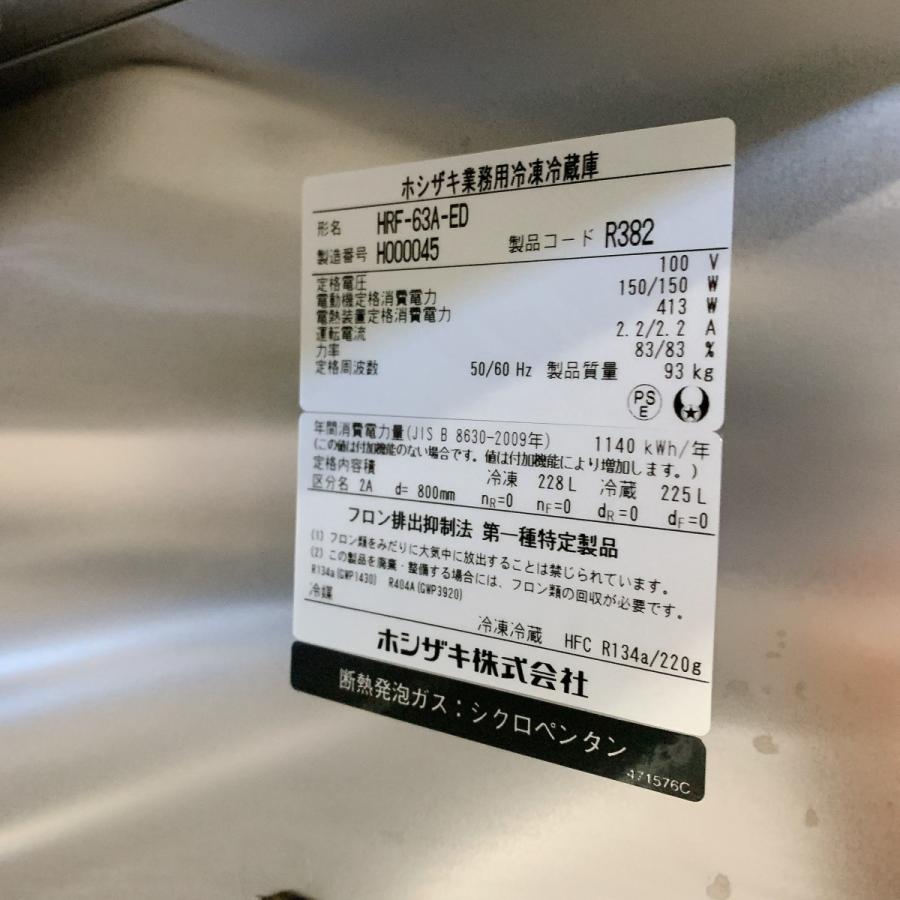 ホシザキ業務用冷凍冷蔵庫
形名 HRF-63A-ED
製造番号 H000045 製品コード R382
定格電圧 100 V
電動機定格消費電力 150/150 W
電熱装置定格消費電力 413 W
運転電流 2.2/2.2 A
力率 83/83 %
定格周波数 50/60 Hz 製品質量 93 kg
PS
E
年間消費電力量(JIS B 8630-2009年) 1140 kWh/年
(この値は付加機能のない場合です。値は付加機能により増加します。)
定格内容積 冷凍 228L 冷蔵 225L
区分名 2A d= 800mm nR=0 nF=0 dR=0 dF=0
フロン排出抑制法 第一種特定製品
(1) フロン類をみだりに大気中に放出することは禁じられています。
(2) この製品を廃棄・整備する場合には、フロン類の回収が必要です。
R134a(GWP1430) R404A(GWP3920)
冷媒 冷凍冷蔵 HFC R134a/220g
ホシザキ株式会社
断熱発泡ガス:シクロペンタン
471576C